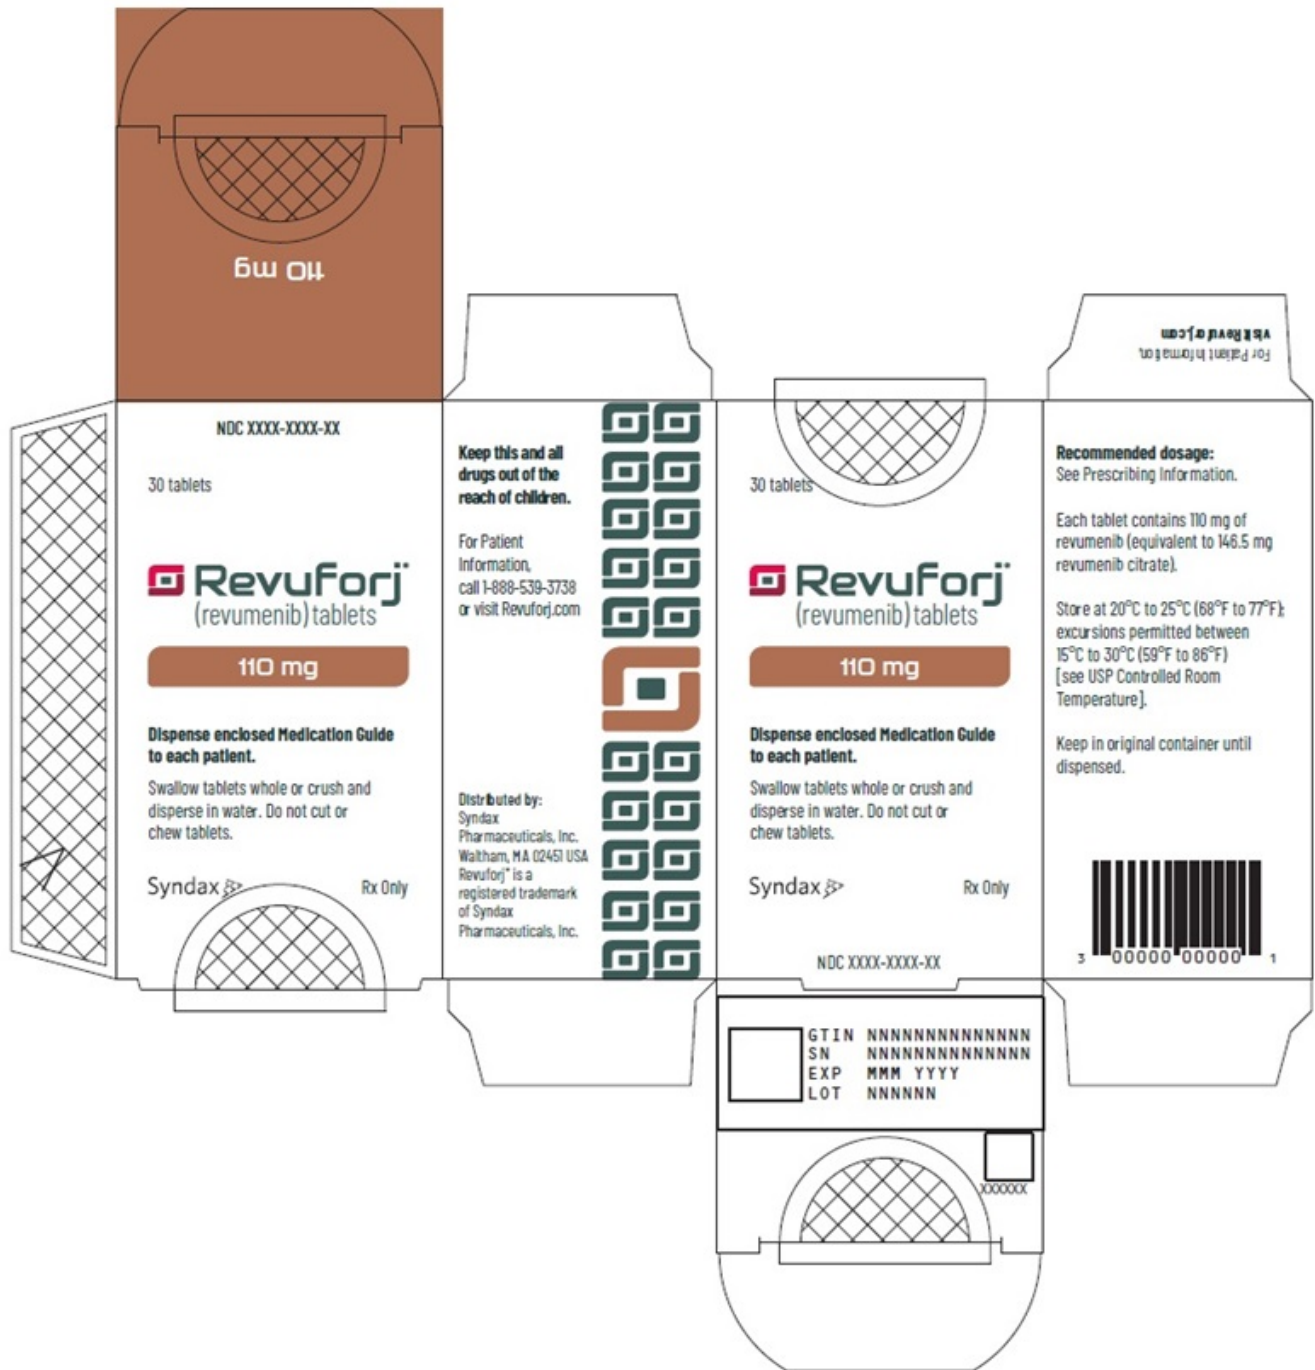 110 mg
NDC XXXX-XXXX-XX
30 tablets
Revuforj™
(revumenib) tablets
110 mg
Dispense enclosed Medication Guide
to each patient.
Swallow tablets whole or crush and
disperse in water. Do not cut or
chew tablets.
Syndax
Rx Only
Keep this and all
drugs out of the
reach of children.
For Patient
Information,
call 1-888-539-3738
or visit Revuforj.com
Distributed by:
Syndax
Pharmaceuticals, Inc.
Waltham, MA 02451 USA
Revuforj™ is a
registered trademark
of Syndax
Pharmaceuticals, Inc.
30 tablets
Revuforj™
(revumenib) tablets
110 mg
Dispense enclosed Medication Guide
to each patient.
Swallow tablets whole or crush and
disperse in water. Do not cut or
chew tablets.
Syndax
Rx Only
NDC XXXX-XXXX-XX
GTIN NNNNNNNNNNNNNN
SN NNNNNNNNNNNNNN
EXP MMM YYYY
LOT NNNNNN
XXXXXX
For Patient Information,
visit Revuforj.com
Recommended dosage:
See Prescribing Information.
Each tablet contains 110 mg of
revumenib (equivalent to 146.5 mg
revumenib citrate).
Store at 20°C to 25°C (68°F to 77°F);
excursions permitted between
15°C to 30°C (59°F to 86°F)
[see USP Controlled Room
Temperature].
Keep in original container until
dispensed.
3 00000 00000 1